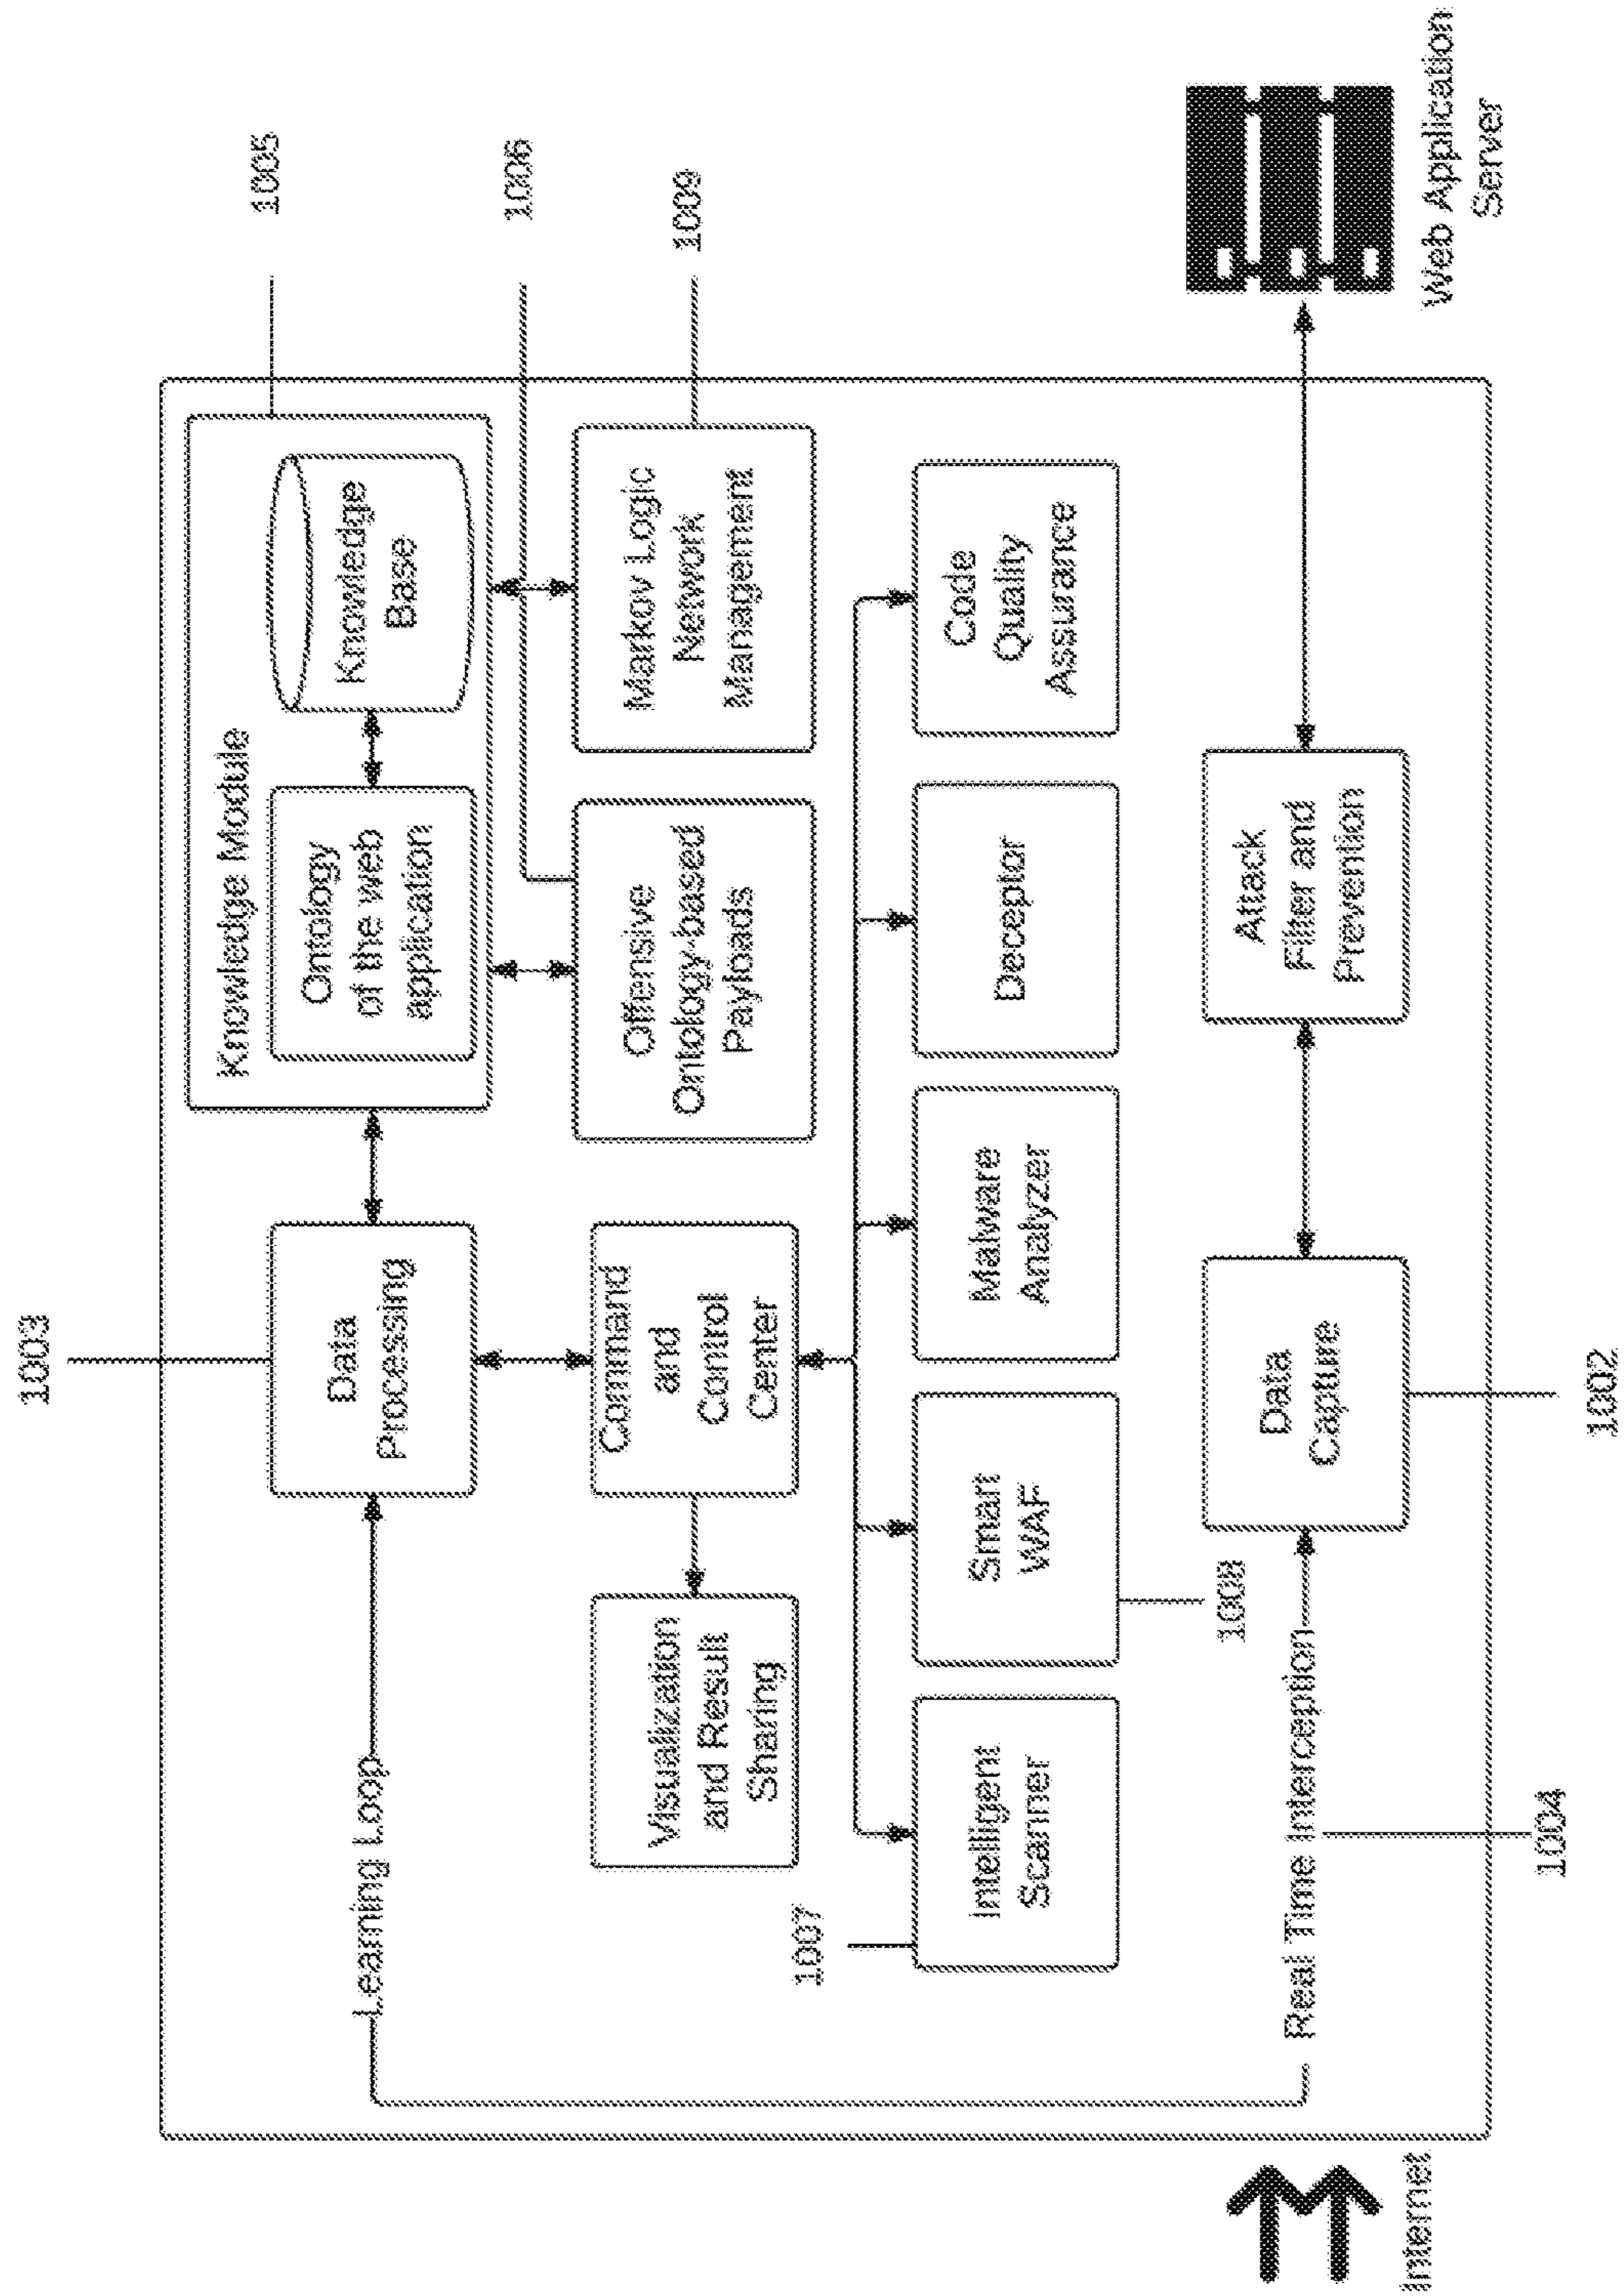 1003
1005
1006
1009
Knowledge Module
Learning Loop
Data
Processing
Ontology
of the web
application
Knowledge
Base
Visualization
and Result
Sharing
Command
and
Control
Center
Offensive
Ontology-based
Payloads
Markov Logic
Network
Management
1007
Intelligent
Scanner
Smart
WAF
Malware
Analyzer
Deceptor
Code
Quality
Assurance
1008
Real Time Interception
Data
Capture
Attack
Filter and
Prevention
Internet
Web Application
Server
1004
1002